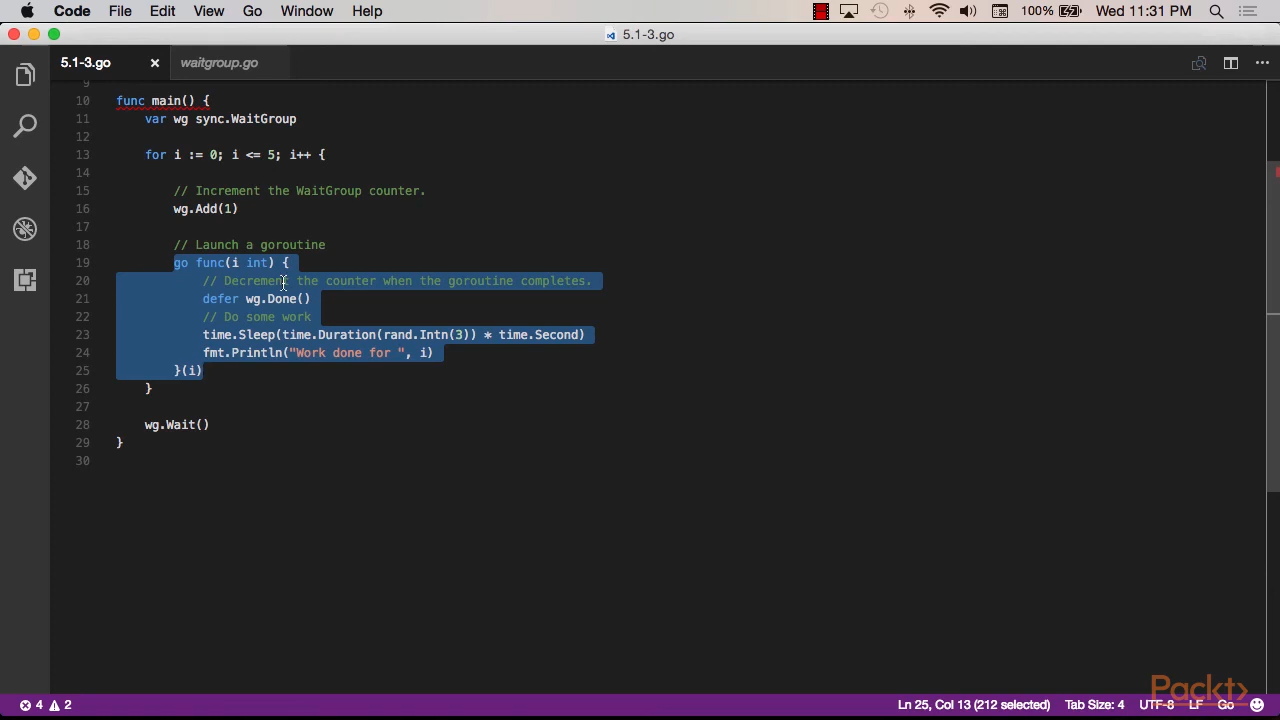 Code File Edit View Go Window Help 100% Wed 11:31 PM
5.1-3.go
5.1-3.go × waitgroup.go
9
10 func main() {
11 var wg sync.WaitGroup
12
13 for i := 0; i <= 5; i++ {
14
15 // Increment the WaitGroup counter.
16 wg.Add(1)
17
18 // Launch a goroutine
19 go func(i int) {
20 // Decrement the counter when the goroutine completes.
21 defer wg.Done()
22 // Do some work
23 time.Sleep(time.Duration(rand.Intn(3)) * time.Second)
24 fmt.Println("Work done for ", i)
25 }(i)
26 }
27
28 wg.Wait()
29 }
30
Packt
4 2 Ln 25, Col 13 (212 selected) Tab Size: 4 UTF-8 LF Go